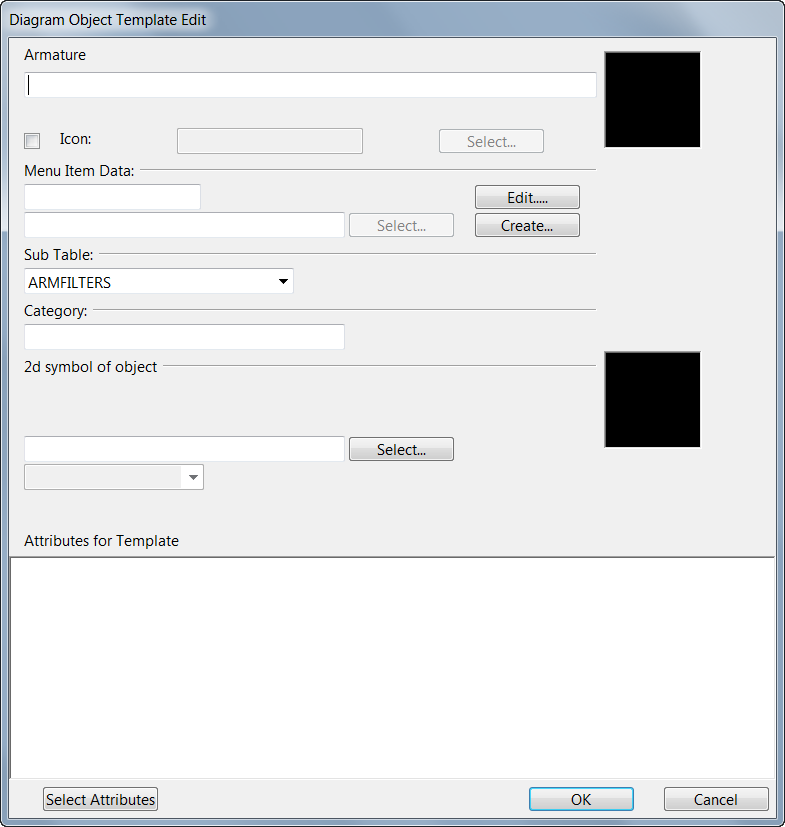 Diagram Object Template Edit
Armature
Icon:
Select...
Menu Item Data:
Edit.....
Select...
Create...
Sub Table:
ARMFILTERS
Category:
2d symbol of object
Select...
Attributes for Template
Select Attributes
OK
Cancel